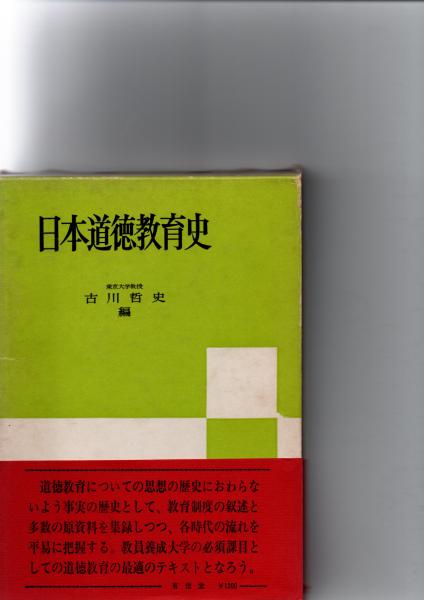 日本道徳教育史
東京大学教授
古川哲史
編
道徳教育についての思想の歴史におわらな
いよう事実の歴史として、教育制度の叙述と
多数の原資料を集録しつつ、各時代の流れを
平易に把握する。教員養成大学の必須課目と
しての道徳教育の最適のテキストとなろう。
有信堂 ¥1200